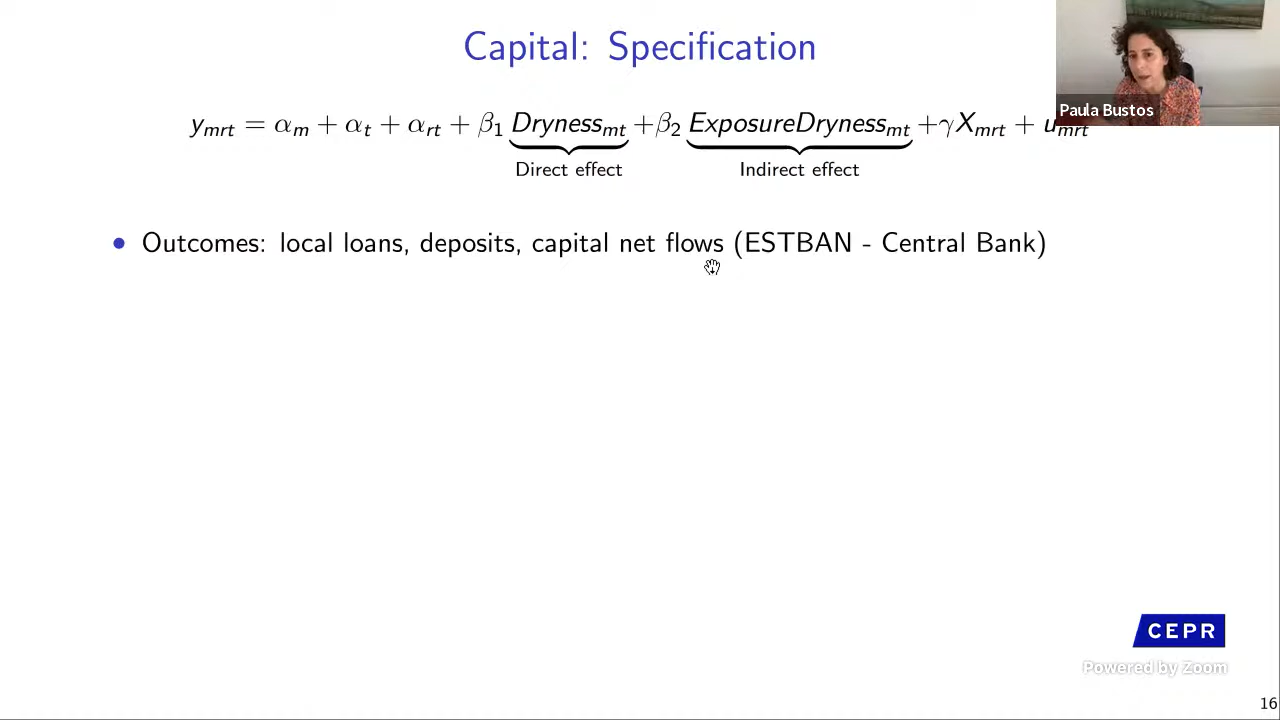 Capital: Specification
Paula Bustos
y_mrt = α_m + α_t + α_rt + β_1 Dryness_mt + β_2 ExposureDryness_mt + γX_mrt + u_mrt
Direct effect
Indirect effect
• Outcomes: local loans, deposits, capital net flows (ESTBAN - Central Bank)
CEPR
Powered by Zoom
16